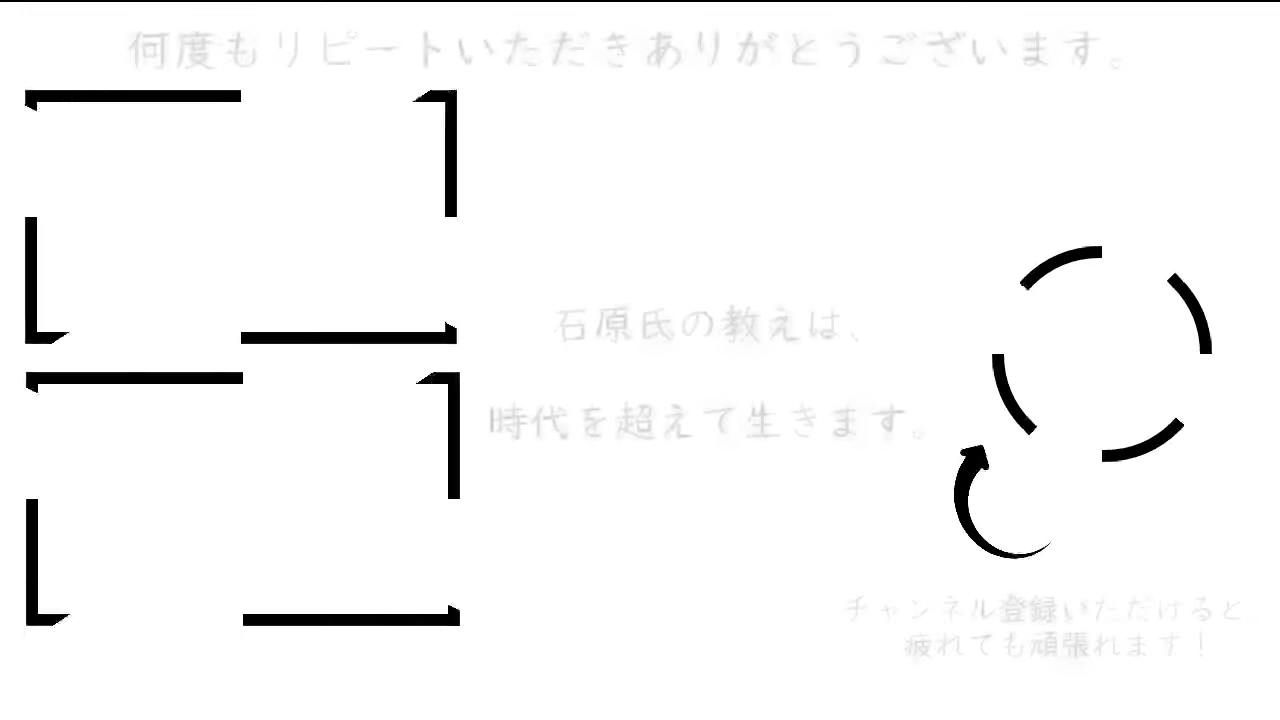 何度もリピートいただきありがとうございます。
石原氏の教えは、
時代を超えて生きます。
チャンネル登録いただけると
疲れても頑張れます！